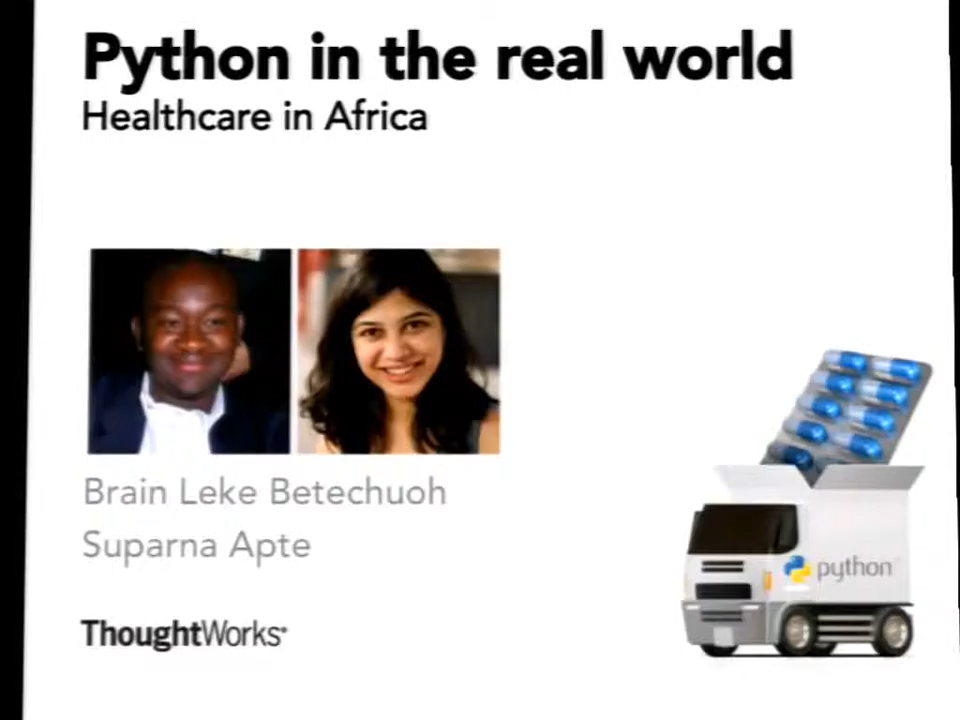 Python in the real world
Healthcare in Africa
Brain Leke Betechuoh
Suparna Apte
ThoughtWorks®
python